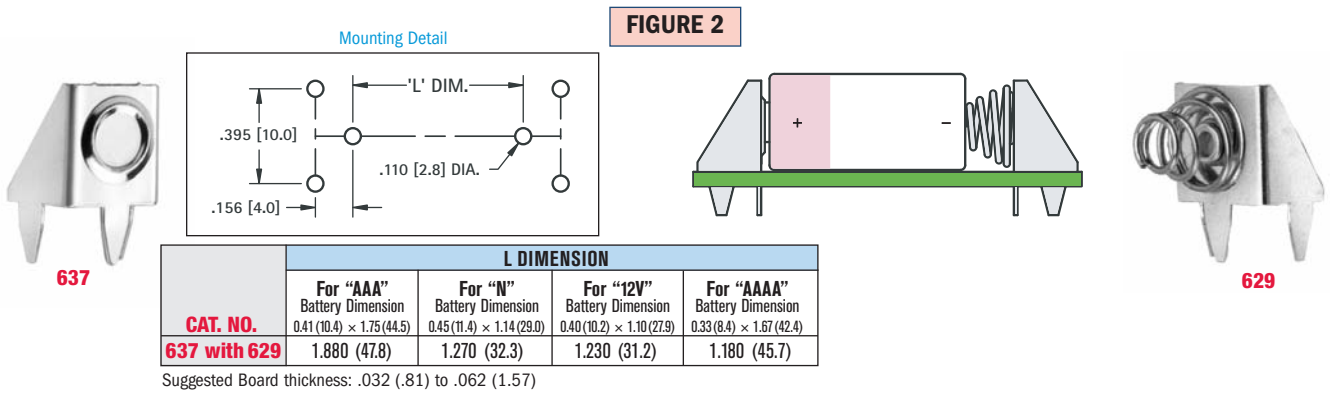 FIGURE 2
Mounting Detail
'L' DIM.
.395 [10.0]
.110 [2.8] DIA.
.156 [4.0]
+ −
637
629
L DIMENSION
CAT. NO.
For “AAA” For “N” For “12V” For “AAAA”
Battery Dimension Battery Dimension Battery Dimension Battery Dimension
0.41 (10.4) × 1.75 (44.5) 0.45 (11.4) × 1.14 (29.0) 0.40 (10.2) × 1.10 (27.9) 0.33 (8.4) × 1.67 (42.4)
637 with 629 1.880 (47.8) 1.270 (32.3) 1.230 (31.2) 1.180 (45.7)
Suggested Board thickness: .032 (.81) to .062 (1.57)